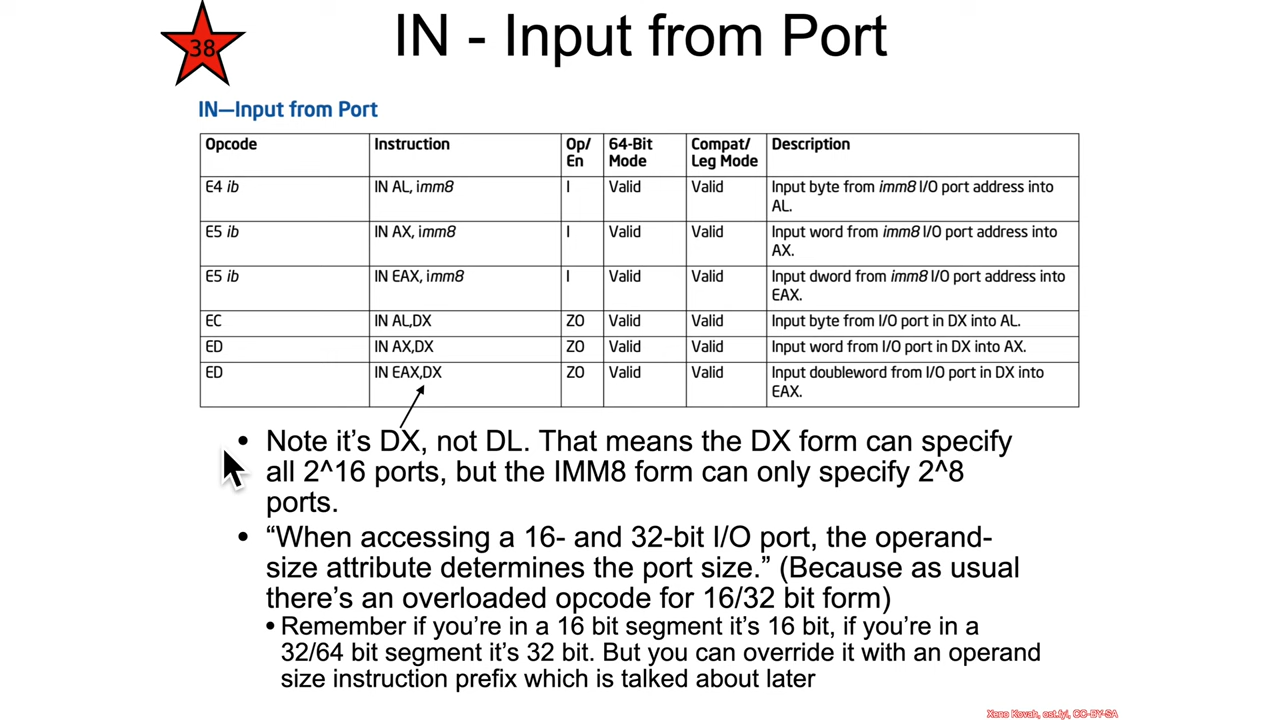 38
IN - Input from Port
IN—Input from Port
Opcode Instruction Op/ En 64-Bit Mode Compat/ Leg Mode Description
E4 ib IN AL, imm8 I Valid Valid Input byte from imm8 I/O port address into
AL.
E5 ib IN AX, imm8 I Valid Valid Input word from imm8 I/O port address into
AX.
E5 ib IN EAX, imm8 I Valid Valid Input dword from imm8 I/O port address into
EAX.
EC IN AL,DX ZO Valid Valid Input byte from I/O port in DX into AL.
ED IN AX,DX ZO Valid Valid Input word from I/O port in DX into AX.
ED IN EAX,DX ZO Valid Valid Input doubleword from I/O port in DX into
EAX.
• Note it's DX, not DL. That means the DX form can specify
all 2^16 ports, but the IMM8 form can only specify 2^8
ports.
• “When accessing a 16- and 32-bit I/O port, the operand-
size attribute determines the port size.” (Because as usual
there's an overloaded opcode for 16/32 bit form)
• Remember if you're in a 16 bit segment it's 16 bit, if you're in a
32/64 bit segment it's 32 bit. But you can override it with an operand
size instruction prefix which is talked about later
Xeno Kovah, ost.fyi, CC-BY-SA